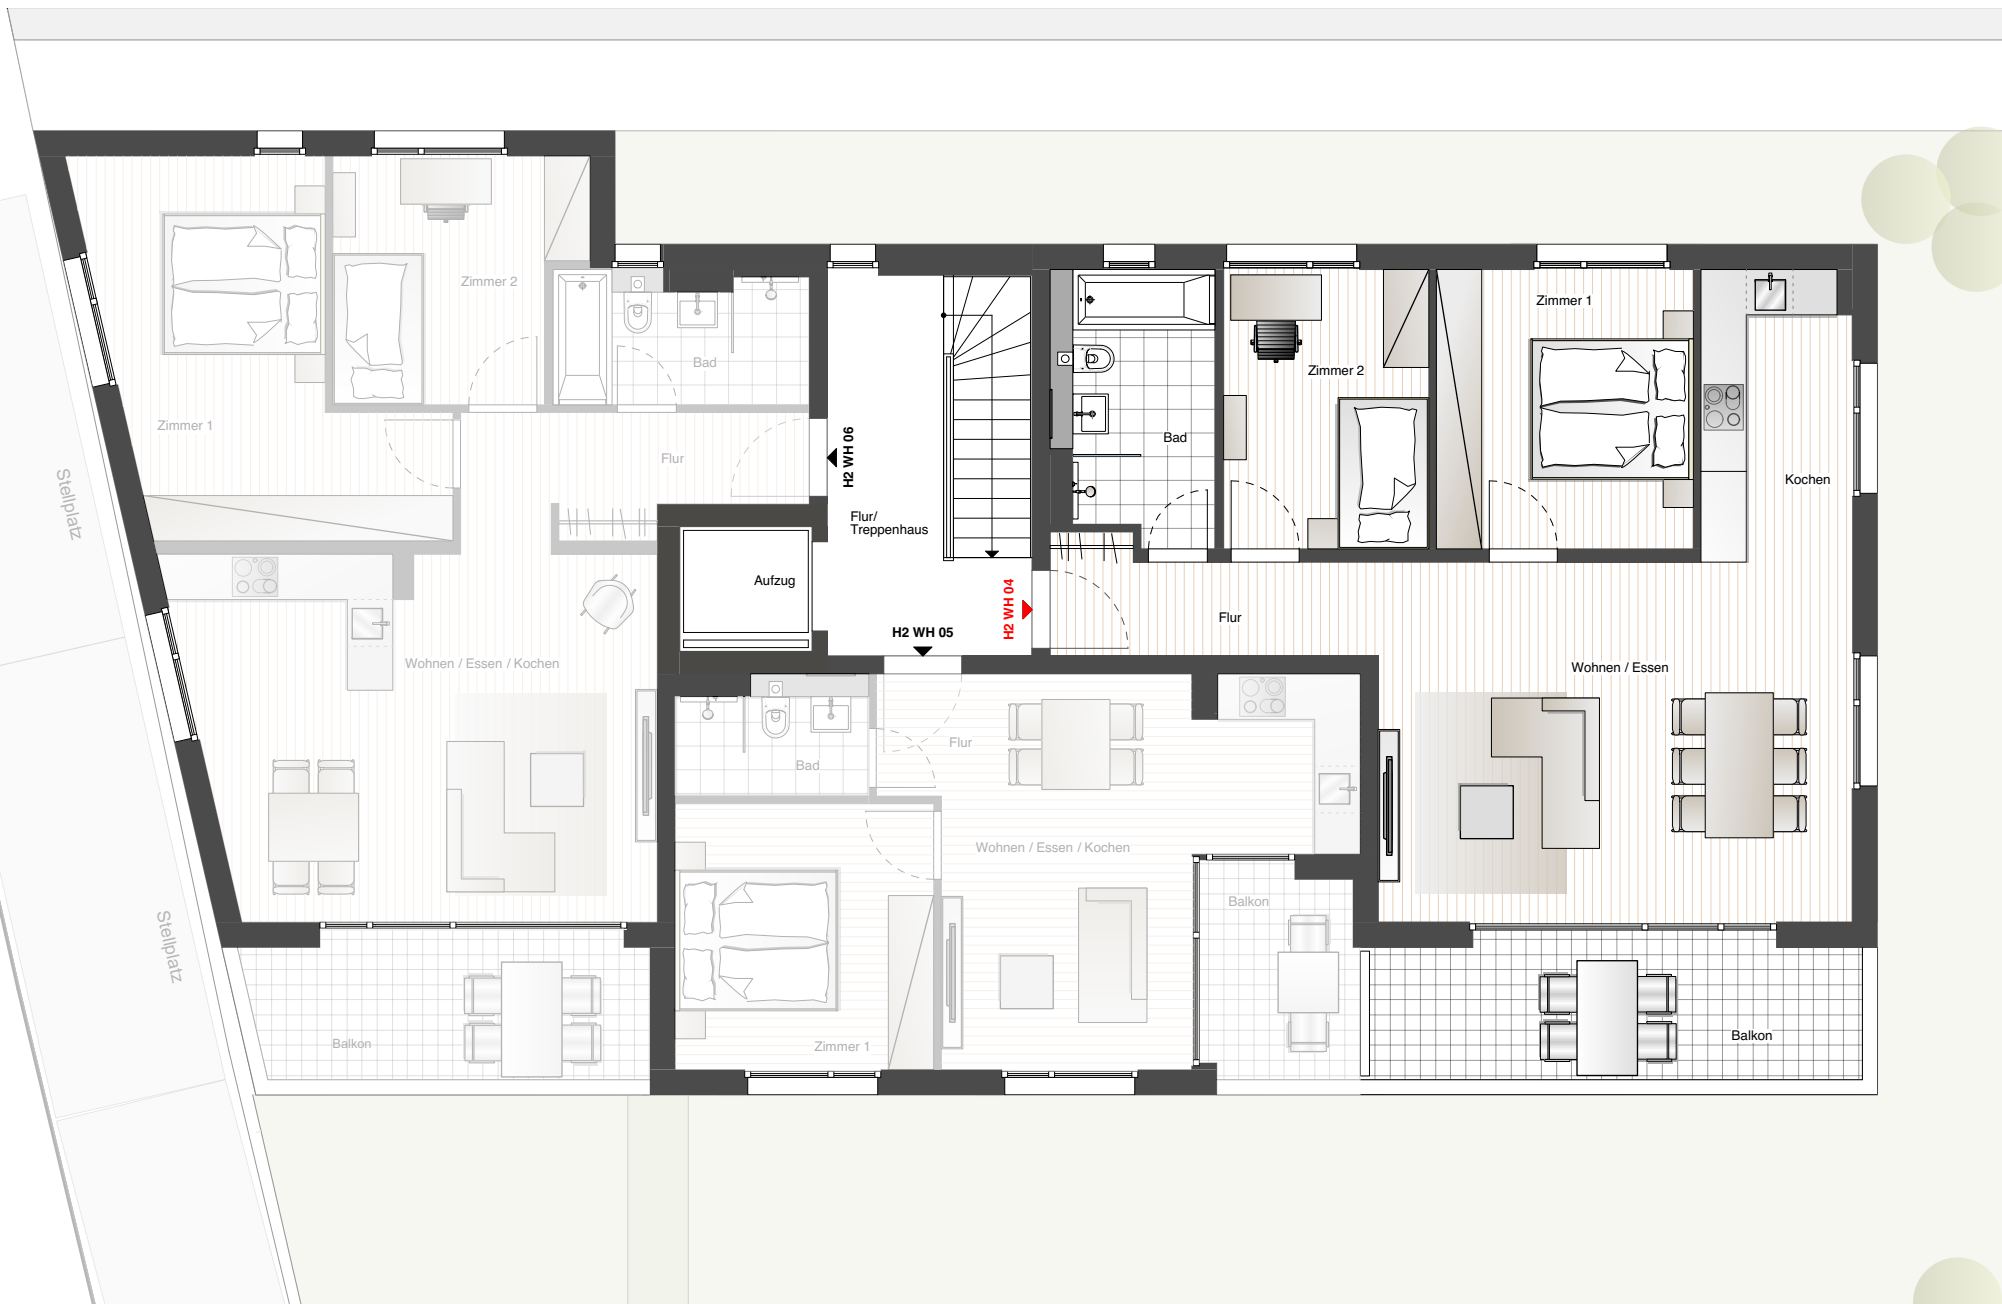 Zimmer 1
Zimmer 2
Bad
Zimmer 1
Flur
H2 WH 06
Flur/
Treppenhaus
Aufzug
H2 WH 05
H2 WH 04
Wohnen / Essen / Kochen
Balkon
Stellplatz
Stellplatz
Bad
Flur
Wohnen / Essen / Kochen
Zimmer 1
Balkon
Bad
Zimmer 2
Kochen
Flur
Wohnen / Essen
Balkon